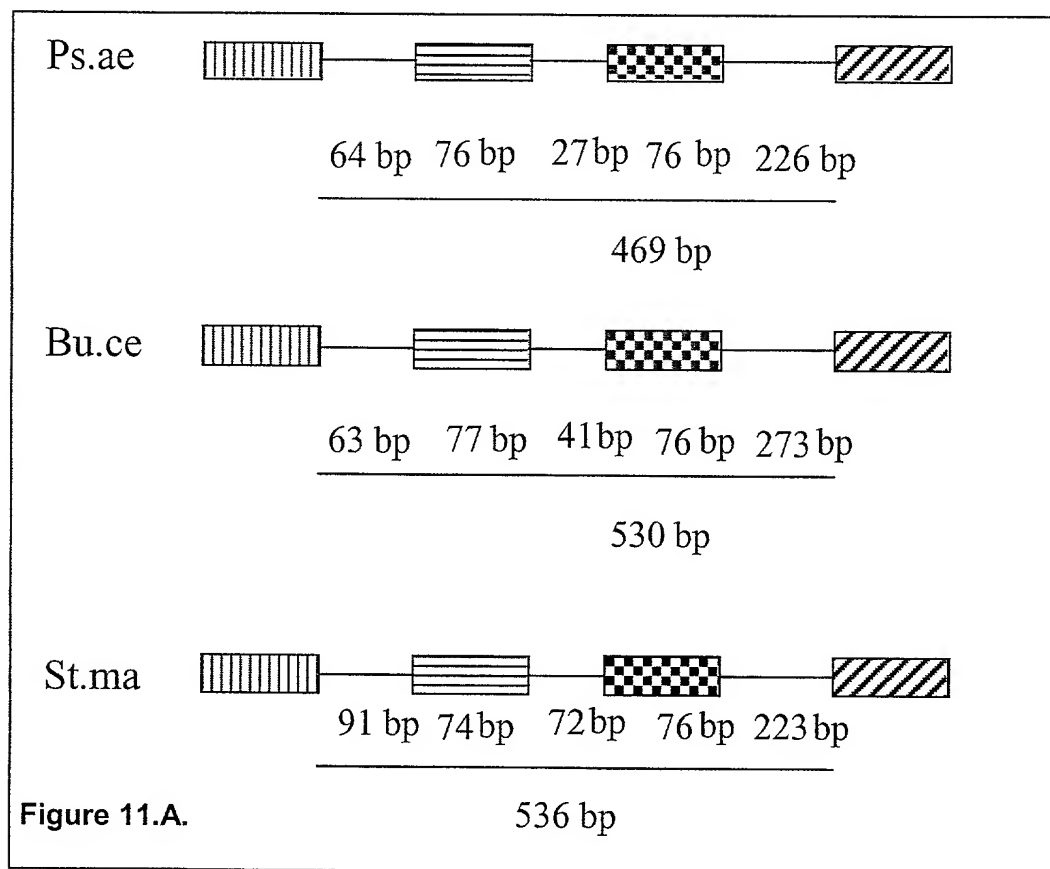 Ps.ae
64 bp 76 bp 27 bp 76 bp 226 bp
469 bp
Bu.ce
63 bp 77 bp 41 bp 76 bp 273 bp
530 bp
St.ma
91 bp 74 bp 72 bp 76 bp 223 bp
Figure 11.A. 536 bp